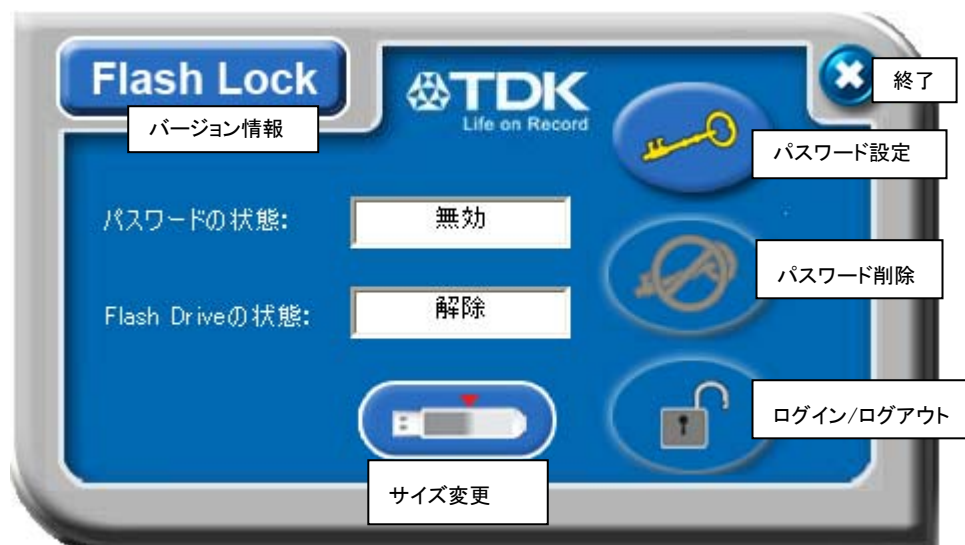 Flash Lock
バージョン情報
TDK
Life on Record
終了
パスワード設定
パスワードの状態:
無効
パスワード削除
Flash Driveの状態:
解除
ログイン/ログアウト
サイズ変更